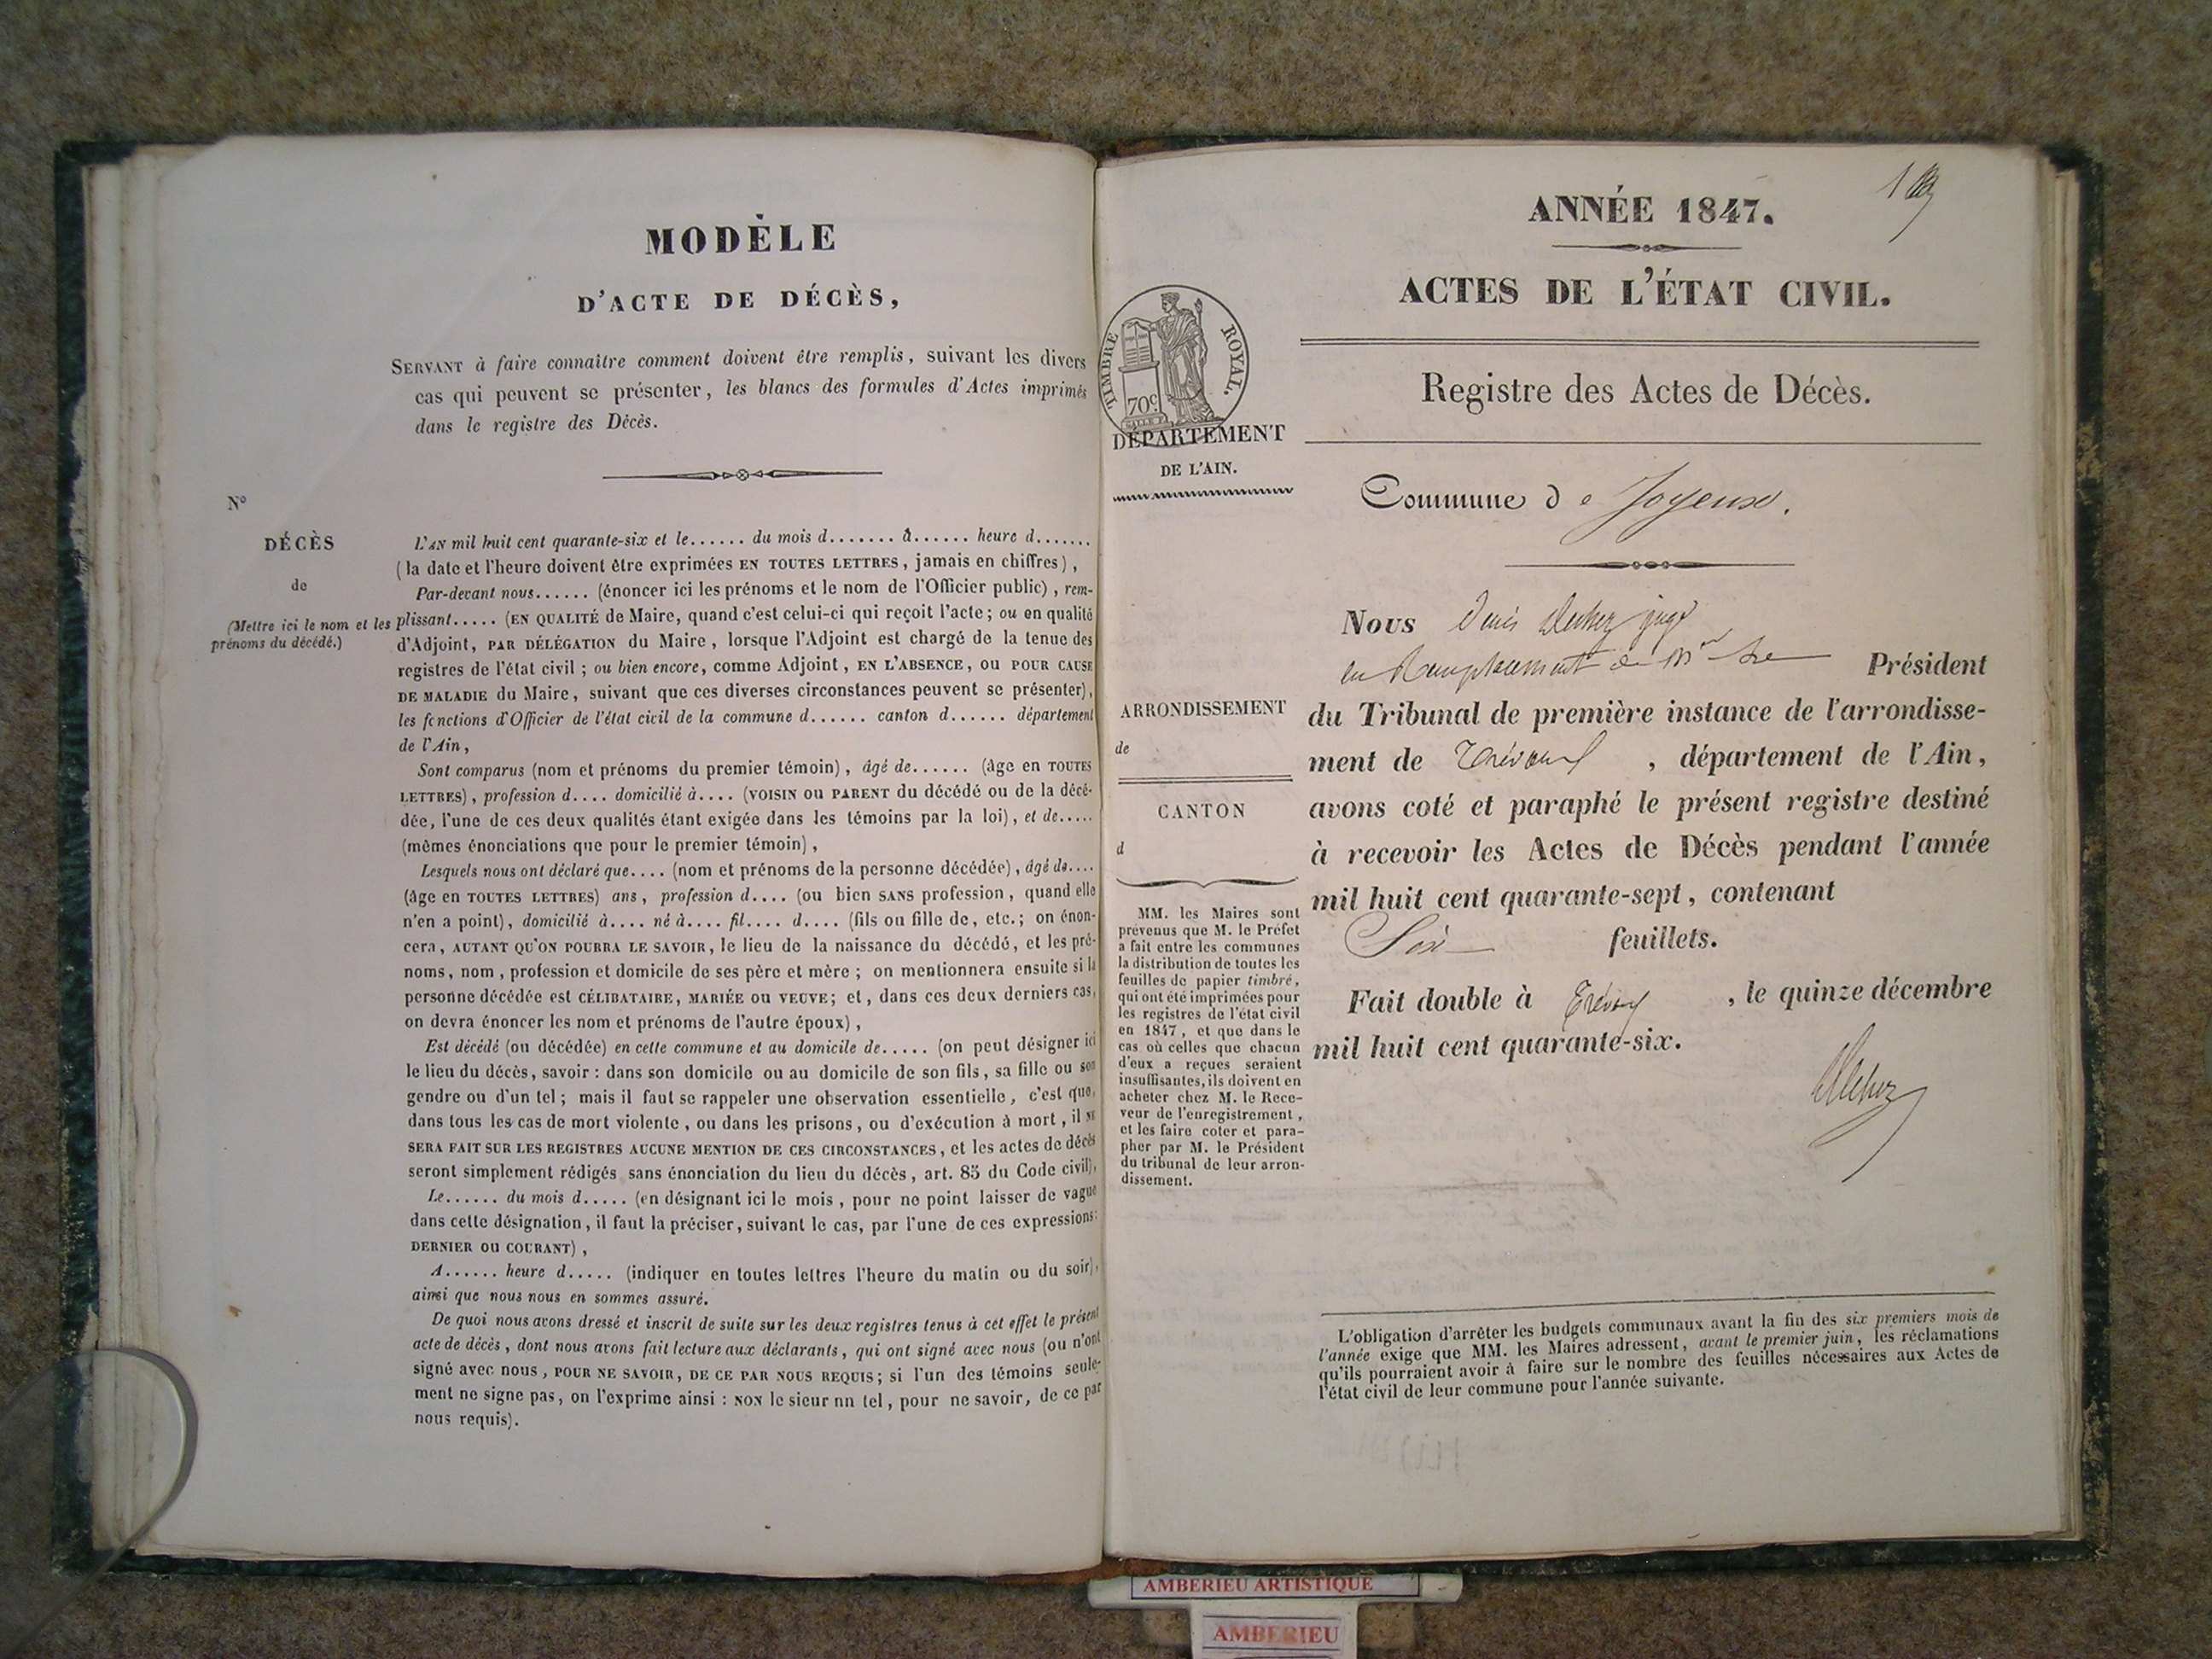 MODÈLE
D'ACTE DE DÉCÈS,
SERVANT à faire connaître comment doivent être remplis, suivant les divers
cas qui peuvent se présenter, les blancs des formules d'Actes imprimés
dans le registre des Décès.
N°
DÉCÈS
de
(Mettre ici le nom et les
prénoms du décédé.)
L'AN mil huit cent quarante-six et le...... du mois d....... à...... heure d.......
(la date et l'heure doivent être exprimées EN TOUTES LETTRES, jamais en chiffres),
Par-devant nous...... (énoncer ici les prénoms et le nom de l'Officier public), rem-
plissant..... (EN QUALITÉ de Maire, quand c'est celui-ci qui reçoit l'acte; ou en qualité
d'Adjoint, PAR DÉLÉGATION du Maire, lorsque l'Adjoint est chargé de la tenue des
registres de l'état civil; ou bien encore, comme Adjoint, EN L'ABSENCE, ou POUR CAUSE
DE MALADIE du Maire, suivant que ces diverses circonstances peuvent se présenter),
les fonctions d'Officier de l'état civil de la commune d...... canton d...... département
de l'Ain,
Sont comparus (nom et prénoms du premier témoin), âgé de...... (âge en TOUTES
LETTRES), profession d.... domicilié à.... (VOISIN OU PARENT du décédé ou de la décé-
dée, l'une de ces deux qualités étant exigée dans les témoins par la loi), et de.....
(mêmes énonciations que pour le premier témoin),
Lesquels nous ont déclaré que.... (nom et prénoms de la personne décédée), âgé de....
(âge en TOUTES LETTRES) ans, profession d.... (ou bien SANS profession, quand elle
n'en a point), domicilié à.... né à.... fil.... d.... (fils ou fille de, etc.; on énon-
cera, AUTANT QU'ON POURRA LE SAVOIR, le lieu de la naissance du décédé, et les pré-
noms, nom, profession et domicile de ses père et mère; on mentionnera ensuite si la
personne décédée est CÉLIBATAIRE, MARIÉE OU VEUVE; et, dans ces deux derniers cas,
on devra énoncer les nom et prénoms de l'autre époux),
Est décédé (ou décédée) en cette commune et au domicile de..... (on peut désigner ici
le lieu du décès, savoir: dans son domicile ou au domicile de son fils, sa fille ou son
gendre ou d'un tel; mais il faut se rappeler une observation essentielle, c'est que,
dans tous les cas de mort violente, ou dans les prisons, ou d'exécution à mort, il NE
SERA FAIT SUR LES REGISTRES AUCUNE MENTION DE CES CIRCONSTANCES, et les actes de décès
seront simplement rédigés sans énonciation du lieu du décès, art. 85 du Code civil),
Le...... du mois d..... (en désignant ici le mois, pour ne point laisser de vague
dans cette désignation, il faut la préciser, suivant le cas, par l'une de ces expressions:
DERNIER OU COURANT),
A...... heure d..... (indiquer en toutes lettres l'heure du matin ou du soir),
ainsi que nous nous en sommes assuré.
De quoi nous avons dressé et inscrit de suite sur les deux registres tenus à cet effet le présent
acte de décès, dont nous avons fait lecture aux déclarants, qui ont signé avec nous (ou n'ont
signé avec nous, POUR NE SAVOIR, DE CE PAR NOUS REQUIS; si l'un des témoins seule-
ment ne signe pas, on l'exprime ainsi: NON le sieur nn tel, pour ne savoir, de ce par
nous requis).
ANNÉE 1847.
ACTES DE L'ÉTAT CIVIL.
TIMBRE ROYAL.
70c.
Registre des Actes de Décès.
DÉPARTEMENT
DE L'AIN.
Commune de Joyeux.
Nous Denis juge
en Remplacement de Mr Président
du Tribunal de première instance de l'arrondisse-
ment de Trévoux, département de l'Ain,
avons coté et paraphé le présent registre destiné
à recevoir les Actes de Décès pendant l'année
mil huit cent quarante-sept, contenant
Six feuillets.
Fait double à Trévoux, le quinze décembre
mil huit cent quarante-six.
ARRONDISSEMENT
de
CANTON
d
MM. les Maires sont
prévenus que M. le Préfet
a fait entre les communes
la distribution de toutes les
feuilles de papier timbré,
qui ont été imprimées pour
les registres de l'état civil
en 1847, et que dans le
cas où celles que chacun
d'eux a reçues seraient
insuffisantes, ils doivent en
acheter chez M. le Rece-
veur de l'enregistrement,
et les faire coter et para-
pher par M. le Président
du tribunal de leur arron-
dissement.
L'obligation d'arrêter les budgets communaux avant la fin des six premiers mois de
l'année exige que MM. les Maires adressent, avant le premier juin, les réclamations
qu'ils pourraient avoir à faire sur le nombre des feuilles nécessaires aux Actes de
l'état civil de leur commune pour l'année suivante.
AMBERIEU ARTISTIQUE
AMBERIEU